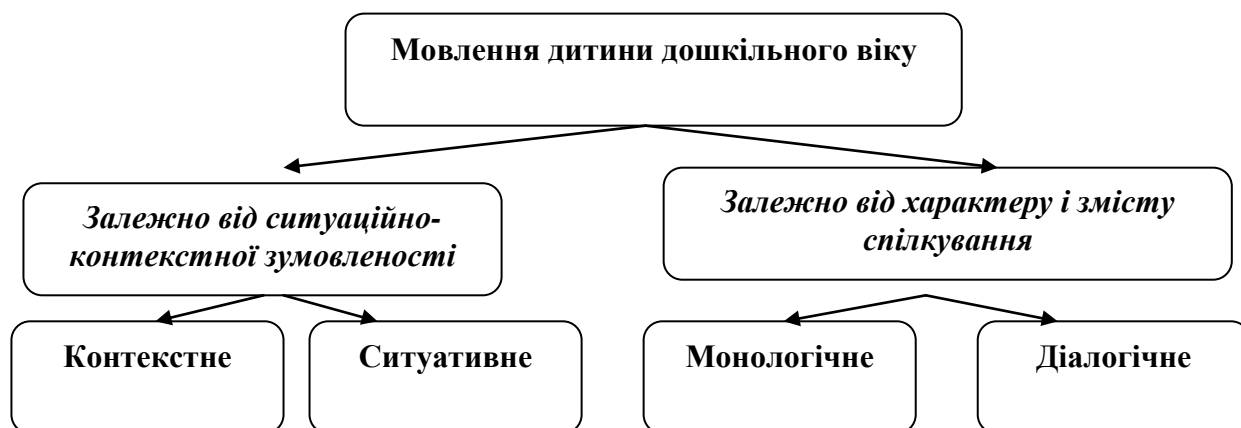 Мовлення дитини дошкільного віку
Залежно від ситуаційно-
контекстної зумовленості
Залежно від характеру і змісту
спілкування
Контекстне
Ситуативне
Монологічне
Діалогічне